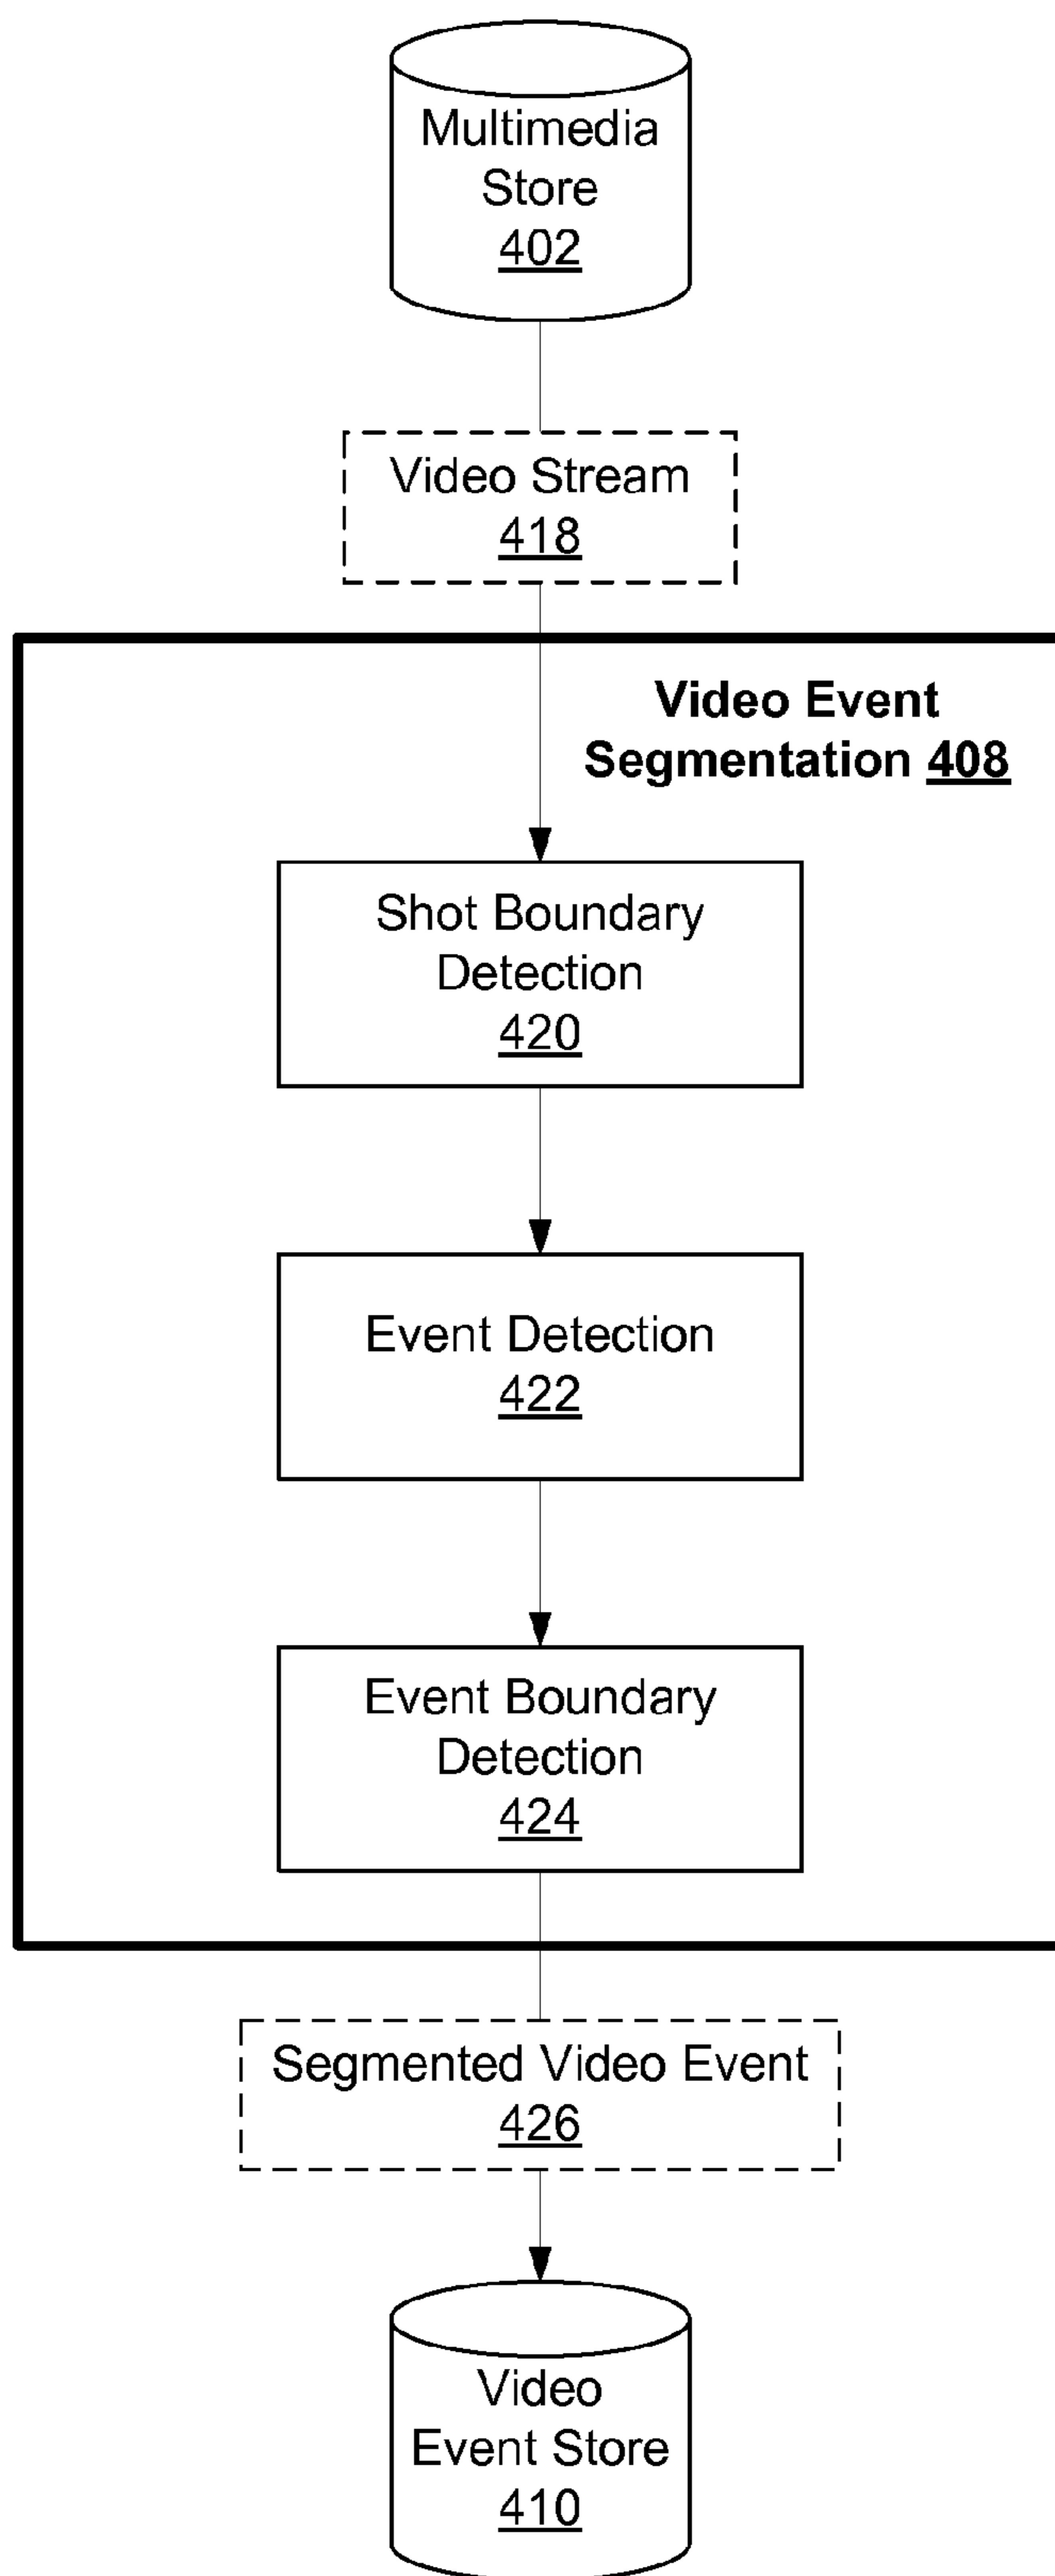 Multimedia
Store
402
Video Stream
418
Video Event
Segmentation 408
Shot Boundary
Detection
420
Event Detection
422
Event Boundary
Detection
424
Segmented Video Event
426
Video
Event Store
410